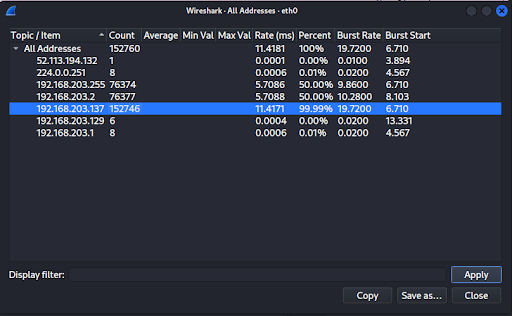 Wireshark · All Addresses · eth0
Topic / Item Count Average Min Val Max Val Rate (ms) Percent Burst Rate Burst Start
All Addresses 152760 11.4181 100% 19.7200 6.710
52.113.194.132 1 0.0001 0.00% 0.0100 3.894
224.0.0.251 8 0.0006 0.01% 0.0200 4.567
192.168.203.255 76374 5.7086 50.00% 9.8600 6.710
192.168.203.2 76377 5.7088 50.00% 10.2800 8.103
192.168.203.137 152746 11.4171 99.99% 19.7200 6.710
192.168.203.129 6 0.0004 0.00% 0.0200 13.331
192.168.203.1 8 0.0006 0.01% 0.0200 4.567
Display filter:
Apply
Copy Save as... Close